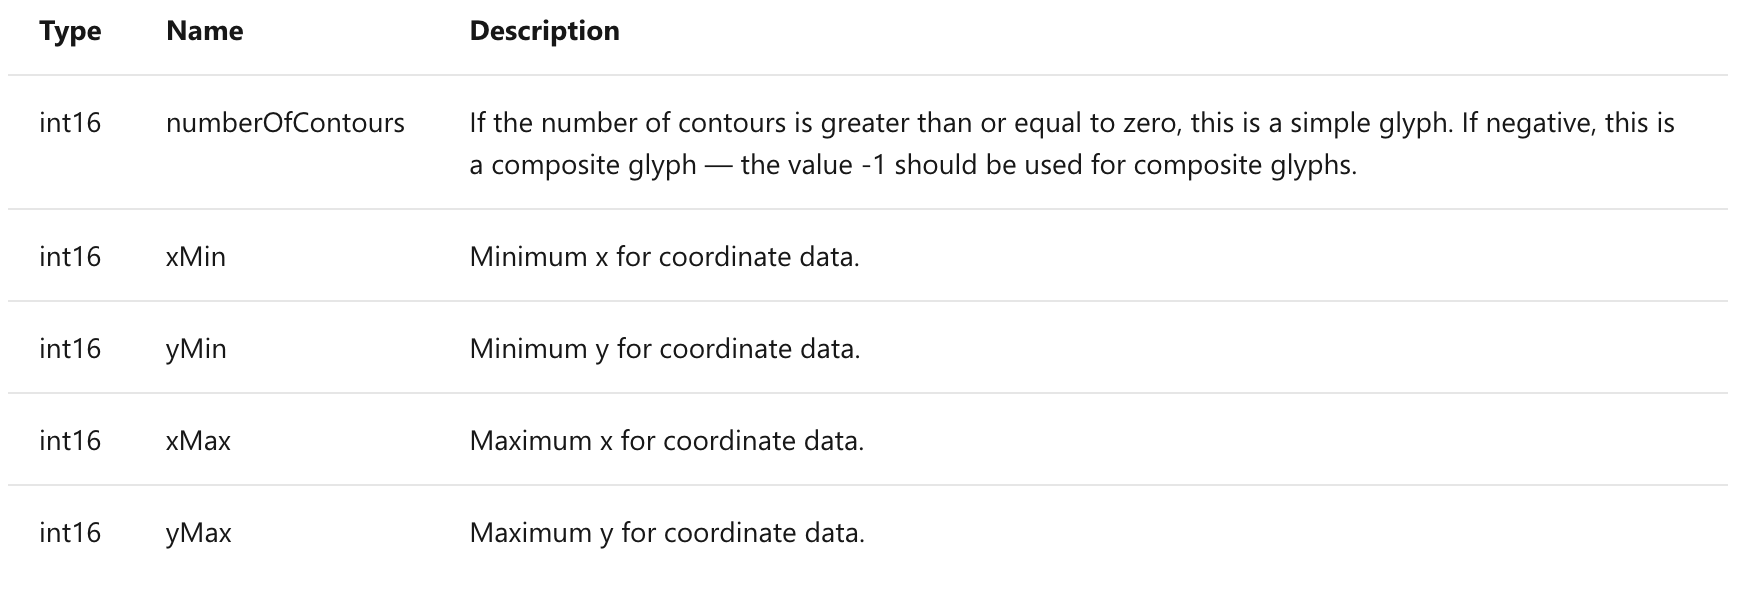 Type Name Description
int16 numberOfContours If the number of contours is greater than or equal to zero, this is a simple glyph. If negative, this is
a composite glyph — the value -1 should be used for composite glyphs.
int16 xMin Minimum x for coordinate data.
int16 yMin Minimum y for coordinate data.
int16 xMax Maximum x for coordinate data.
int16 yMax Maximum y for coordinate data.